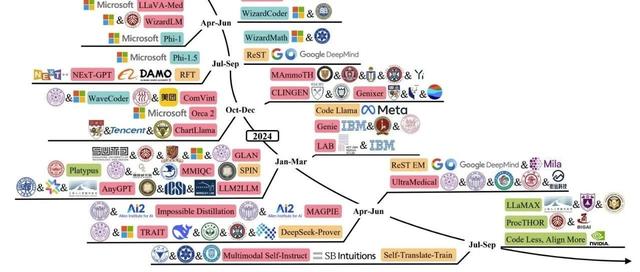 Microsoft LLaVA-Med
& WizardLM
Microsoft Phi-1
Apr-Jun
WizardCoder &
WizardMath &
ReST Google DeepMind
Microsoft Phi-1.5
NExT-GPT DAMO RFT
Jul-Sep
MAmmoTH & & & & & Yi
CLINGEN & Genixer & &
& WaveCoder & 美团 ComVint
Microsoft Orca 2
& Tencent & ChartLlama
Oct-Dec
Code Llama Meta
Genie IBM & &
LAB & IBM
2024
& & & GLAN
Platypus & MMIQC SPIN
& & AnyGPT & ICSI & LLM2LLM
Jan-Mar
ReST EM Google DeepMind & Mila
UltraMedical & & & & &
& Ai2 Impossible Distillation & Ai2 MAGPIE
& TRAIT & & & DeepSeek-Prover
Apr-Jun
LLaMAX & &
ProcTHOR & BIGAI
Code Less, Align More & NVIDIA.
& & & Multimodal Self-Instruct SB Intuitions Self-Translate-Train
Jul-Sep